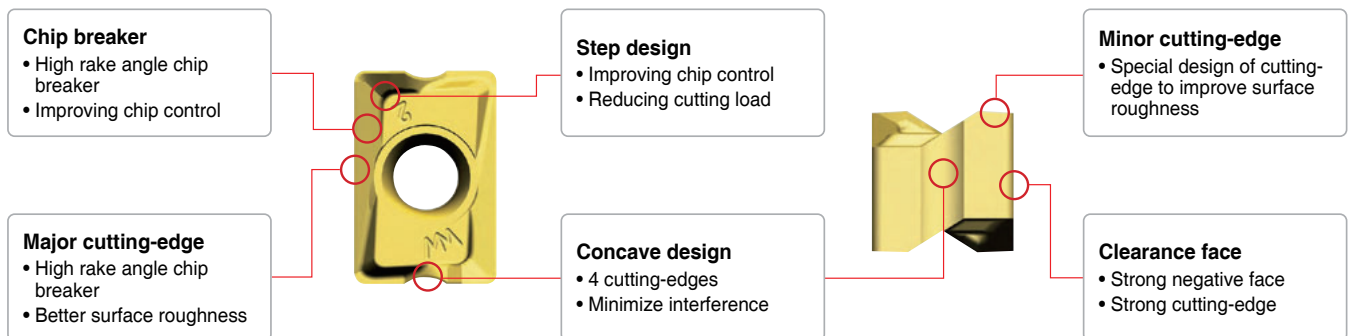 Chip breaker
• High rake angle chip
breaker
• Improving chip control
Step design
• Improving chip control
• Reducing cutting load
Minor cutting-edge
• Special design of cutting-
edge to improve surface
roughness
Major cutting-edge
• High rake angle chip
breaker
• Better surface roughness
Concave design
• 4 cutting-edges
• Minimize interference
Clearance face
• Strong negative face
• Strong cutting-edge
MM